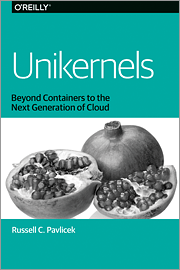 O'REILLY®
Unikernels
Beyond Containers to the
Next Generation of Cloud
Russell C. Pavlicek